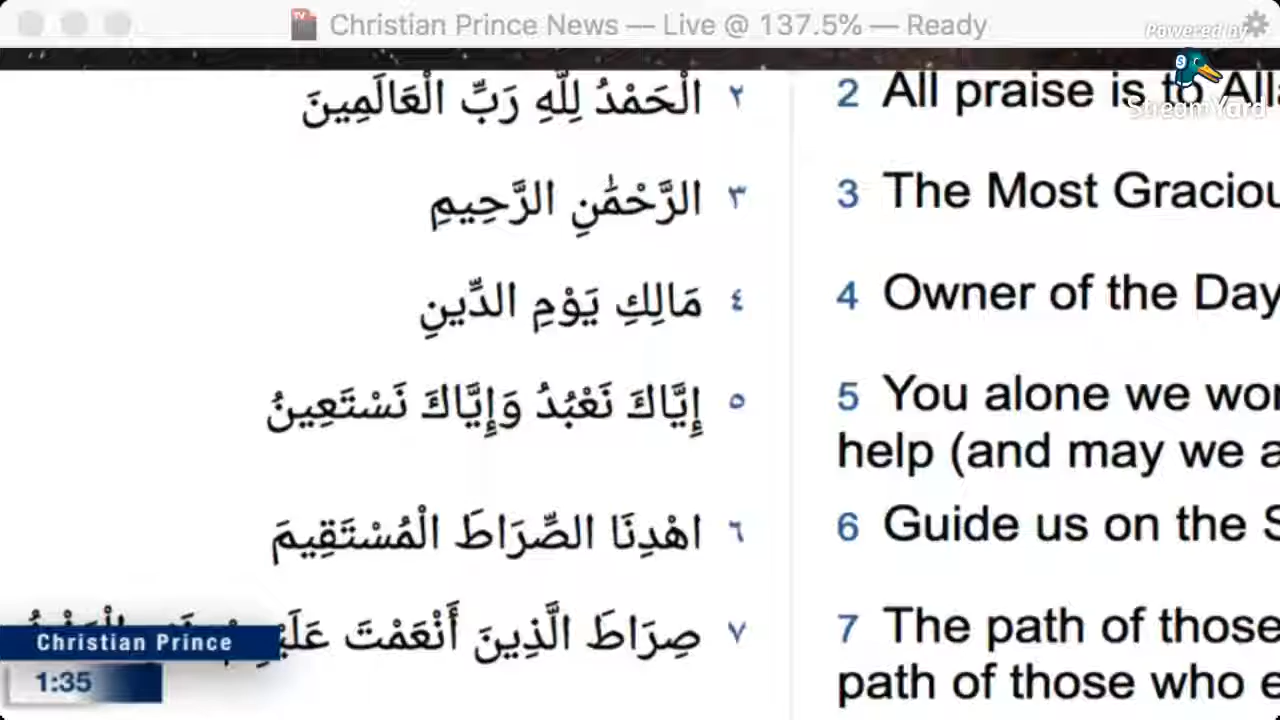 Christian Prince News — Live @ 137.5% — Ready
Powered by
StreamYard
٢ الْحَمْدُ لِلَّهِ رَبِّ الْعَالَمِينَ
2 All praise is to
٣ الرَّحْمَٰنِ الرَّحِيمِ
3 The Most
٤ مَالِكِ يَوْمِ الدِّينِ
4 Owner of the Day
٥ إِيَّاكَ نَعْبُدُ وَإِيَّاكَ نَسْتَعِينُ
5 You alone we
help (and may we
٦ اهْدِنَا الصِّرَاطَ الْمُسْتَقِيمَ
6 Guide us on the
٧ صِرَاطَ الَّذِينَ أَنْعَمْتَ
7 The path of those
path of those who
Christian Prince
1:35